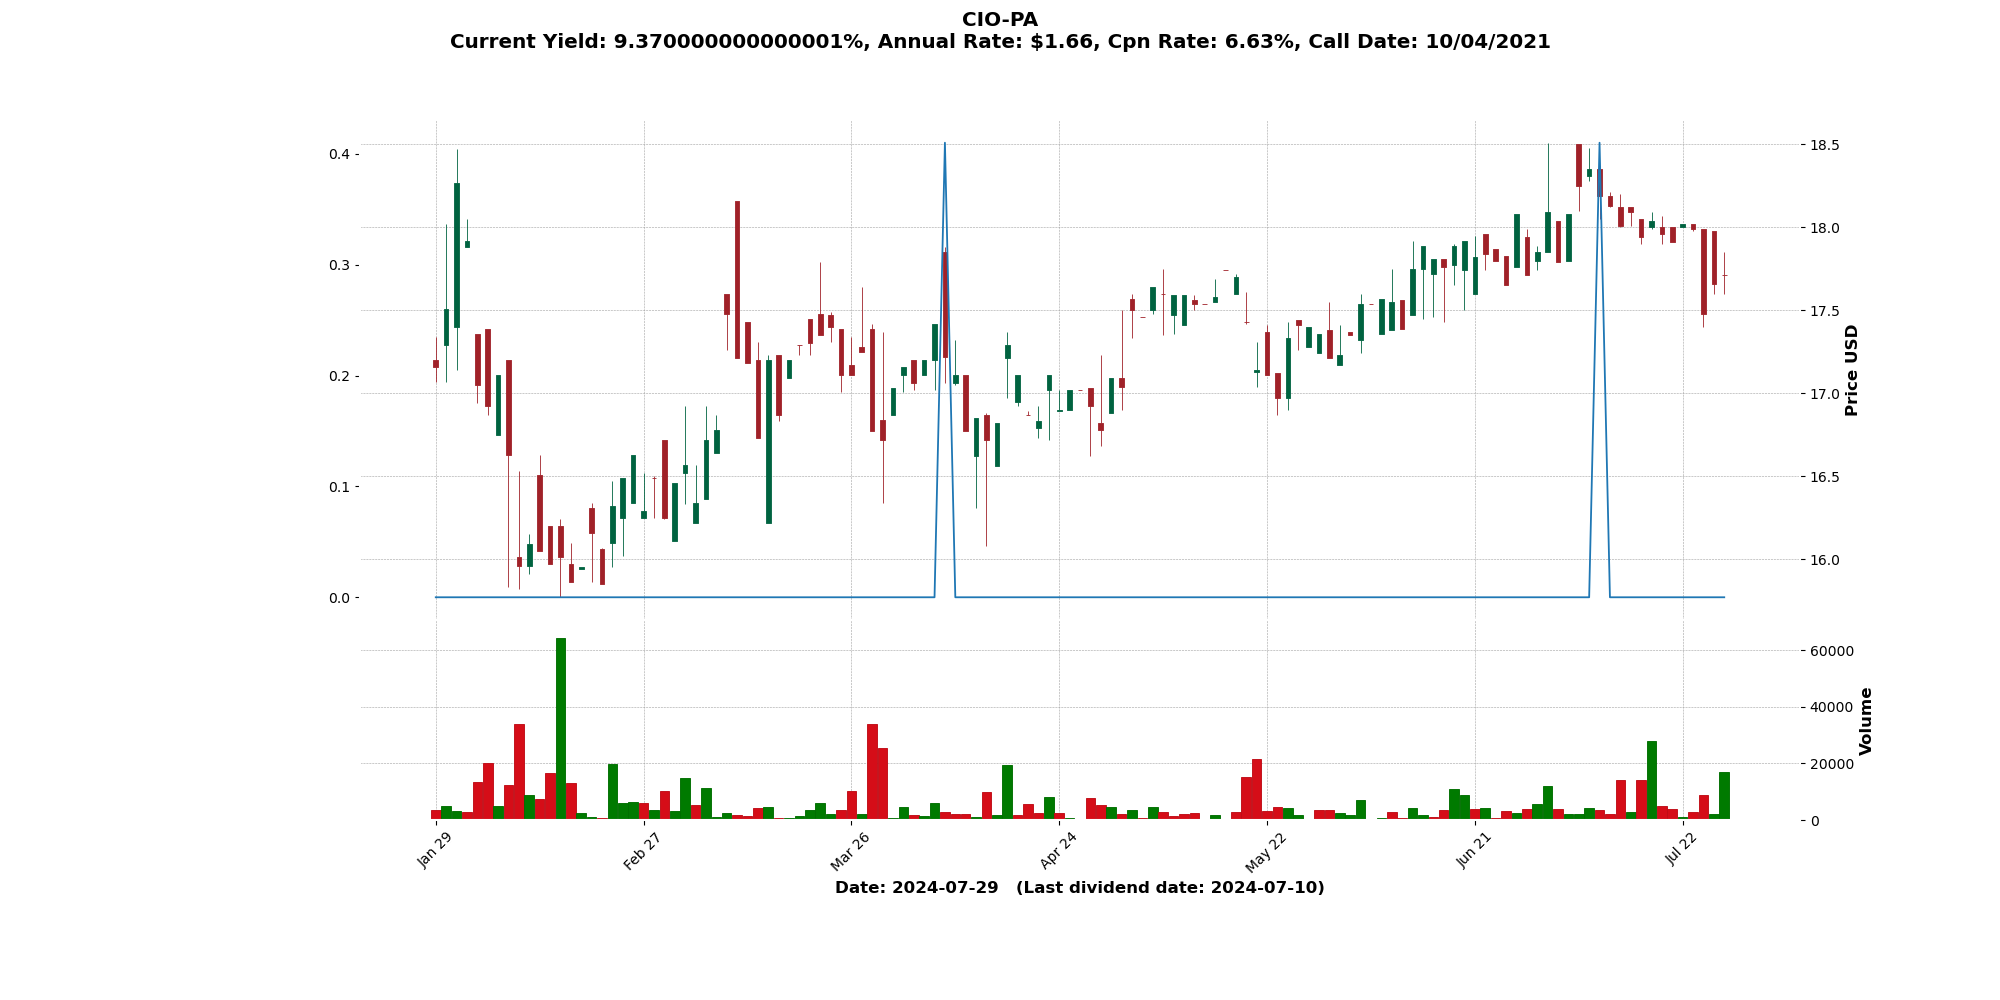 CIO-PA
Current Yield: 9.370000000000001%, Annual Rate: $1.66, Cpn Rate: 6.63%, Call Date: 10/04/2021
0.4
0.3
0.2
0.1
0.0
18.5
18.0
17.5
17.0
16.5
16.0
Price USD
60000
40000
20000
0
Volume
Jan 29
Feb 27
Mar 26
Apr 24
May 22
Jun 21
Jul 22
Date: 2024-07-29   (Last dividend date: 2024-07-10)